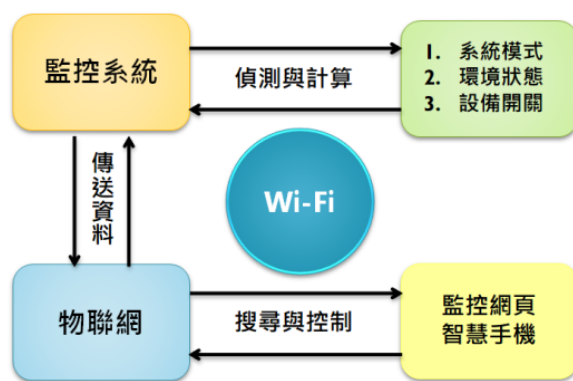 監控系統
偵測與計算
1. 系統模式
2. 環境狀態
3. 設備開關
傳送資料
Wi-Fi
物聯網
搜尋與控制
監控網頁
智慧手機